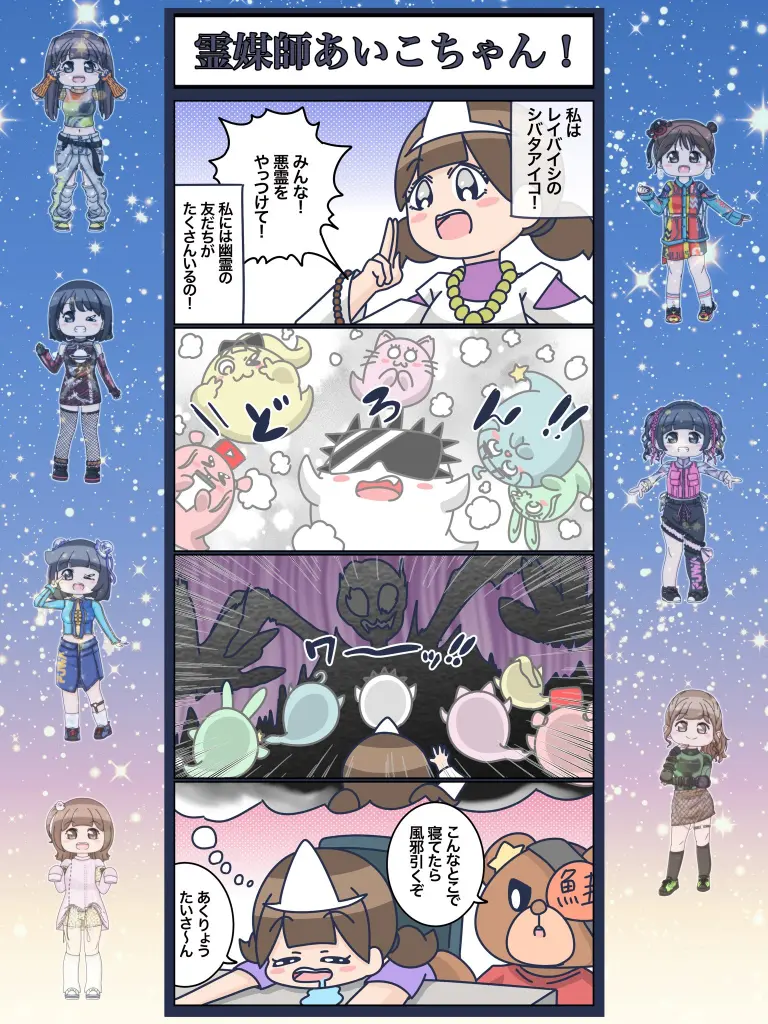 霊媒師あいこちゃん！
私は
レイバイシの
シバタアイコ！
みんな！
悪霊を
やっつけて！
私には幽霊の
友だちが
たくさんいるの！
どろん!!
ワーーッ!!
こんなとこで
寝てたら
風邪引くぞ
鮭
あくりょう
たいさ〜ん